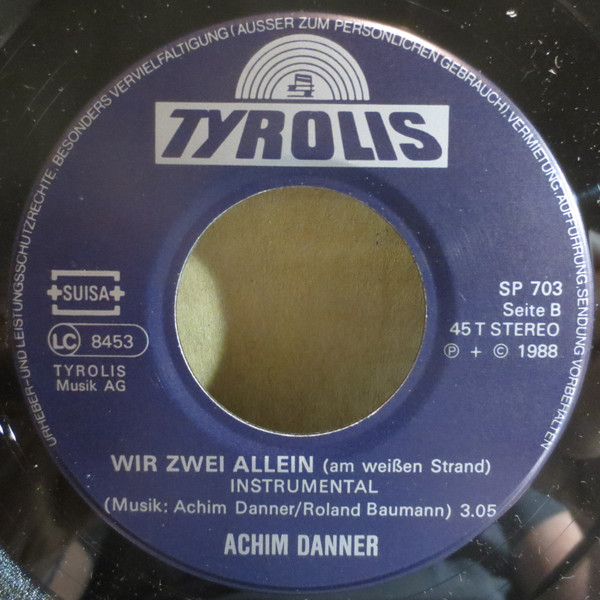 URHEBER- UND LEISTUNGSSCHUTZRECHTE. BESONDERS VERVIELFÄLTIGUNG (AUSSER ZUM PERSÖNLICHEN GEBRAUCH), VERMIETUNG, AUFFÜHRUNG, SENDUNG VORBEHALTEN
TYROLIS
SUISA
LC 8453
TYROLIS
Musik AG
SP 703
Seite B
45 T STEREO
℗ + © 1988
WIR ZWEI ALLEIN (am weißen Strand)
INSTRUMENTAL
(Musik: Achim Danner/Roland Baumann) 3.05
ACHIM DANNER